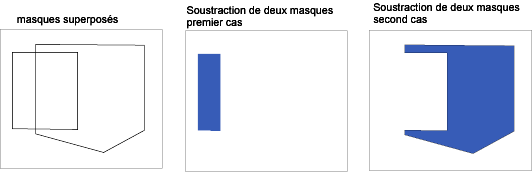 masques superposés
Soustraction de deux masques
premier cas
Soustraction de deux masques
second cas